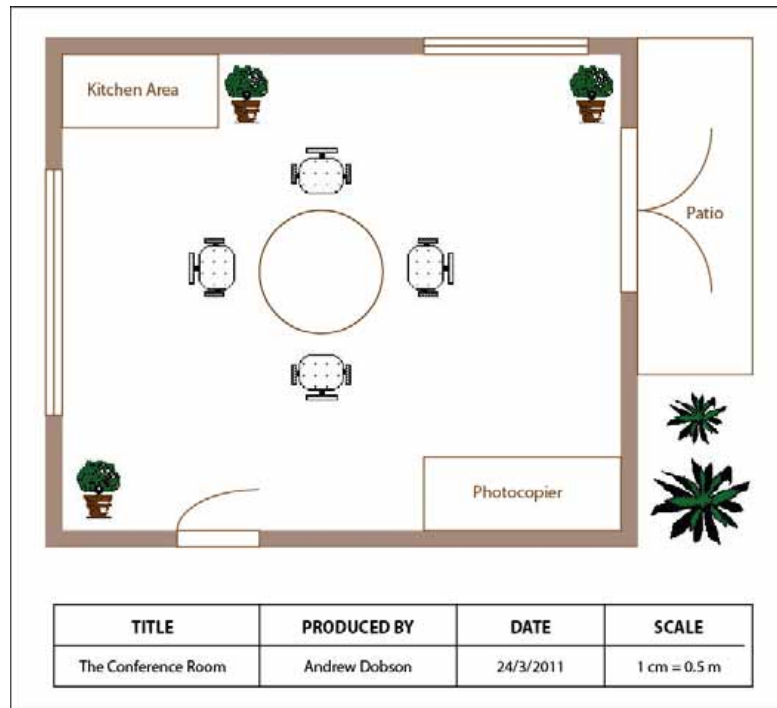 Kitchen Area
Patio
Photocopier
TITLE PRODUCED BY DATE SCALE
The Conference Room Andrew Dobson 24/3/2011 1 cm = 0.5 m